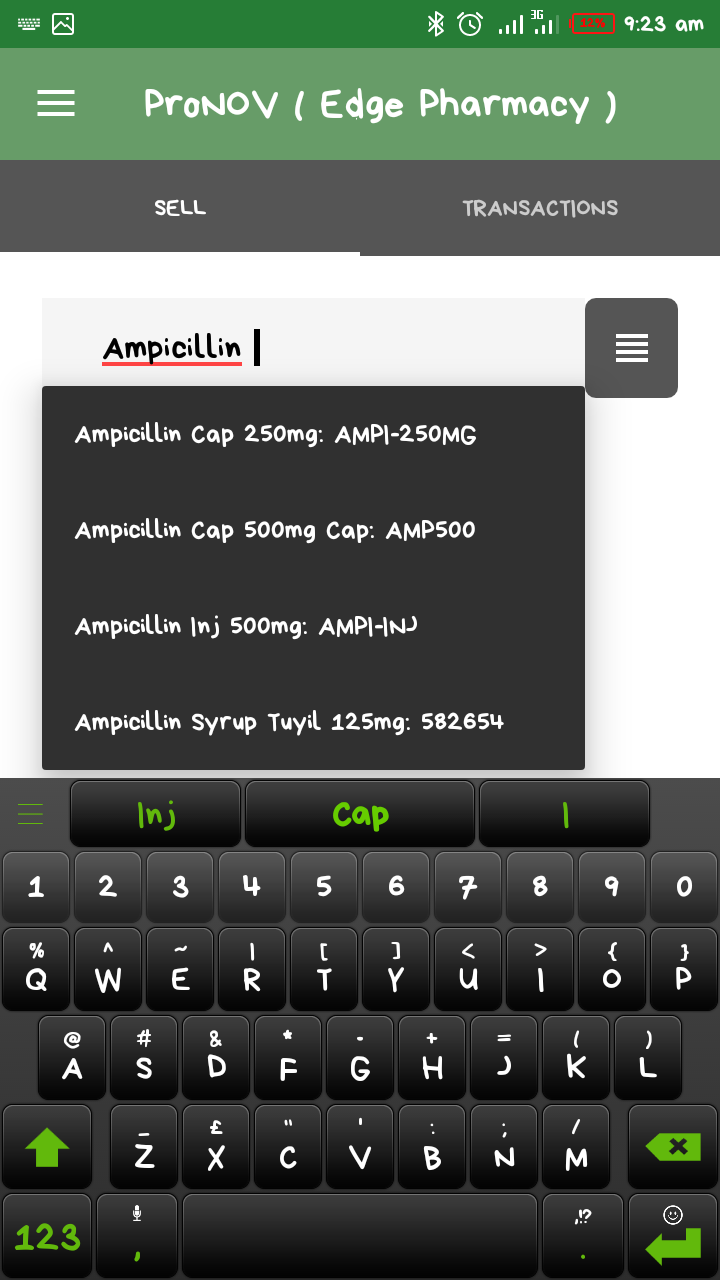 3G 12% 9:23 am
ProNOV ( Edge Pharmacy )
SELL TRANSACTIONS
Ampicillin
Ampicillin Cap 250mg: AMPI-250MG
Ampicillin Cap 500mg Cap: AMP500
Ampicillin Inj 500mg: AMPI-INJ
Ampicillin Syrup Tuyil 125mg: 582654
Inj Cap I
1 2 3 4 5 6 7 8 9 0
% ^ ~ | [ ] < > { }
Q W E R T Y U I O P
@ # & * - + = ( )
A S D F G H J K L
_ £ " ' : ; /
Z X C V B N M
,!?
123 , .